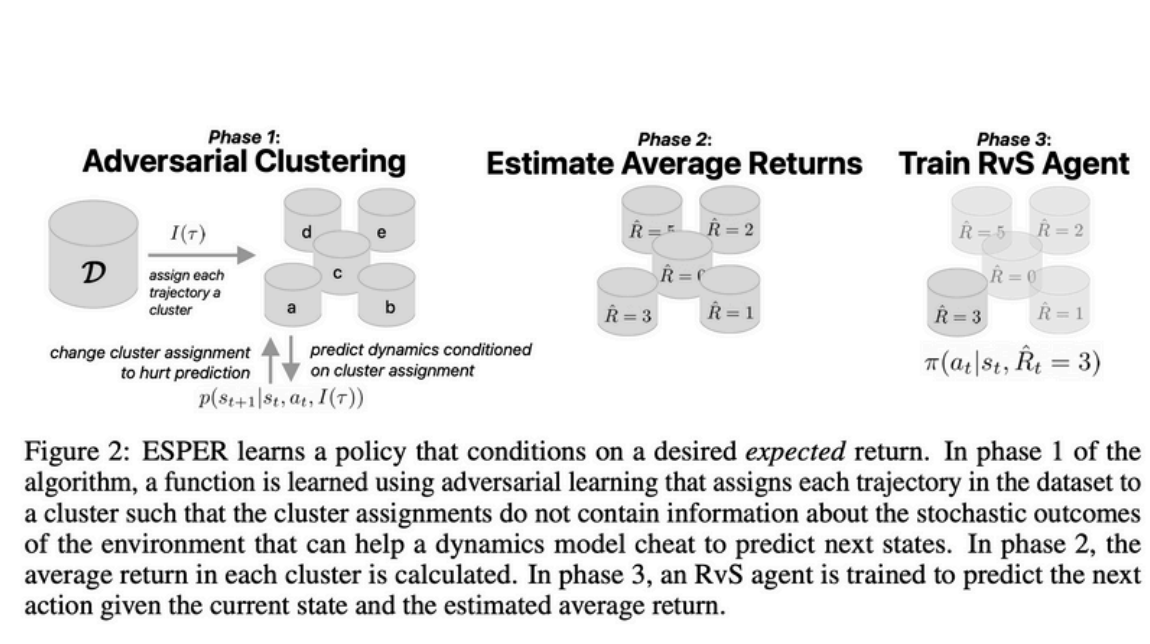 Phase 1:
Adversarial Clustering
𝒟
I(τ)
assign each
trajectory a
cluster
d
e
c
a
b
change cluster assignment
to hurt prediction
predict dynamics conditioned
on cluster assignment
p(s_{t+1}|s_t, a_t, I(τ))
Phase 2:
Estimate Average Returns
R̂ = 5
R̂ = 2
R̂ = 0
R̂ = 3
R̂ = 1
Phase 3:
Train RvS Agent
R̂ = 5
R̂ = 2
R̂ = 0
R̂ = 3
R̂ = 1
π(a_t|s_t, R̂_t = 3)
Figure 2: ESPER learns a policy that conditions on a desired expected return. In phase 1 of the
algorithm, a function is learned using adversarial learning that assigns each trajectory in the dataset to
a cluster such that the cluster assignments do not contain information about the stochastic outcomes
of the environment that can help a dynamics model cheat to predict next states. In phase 2, the
average return in each cluster is calculated. In phase 3, an RvS agent is trained to predict the next
action given the current state and the estimated average return.